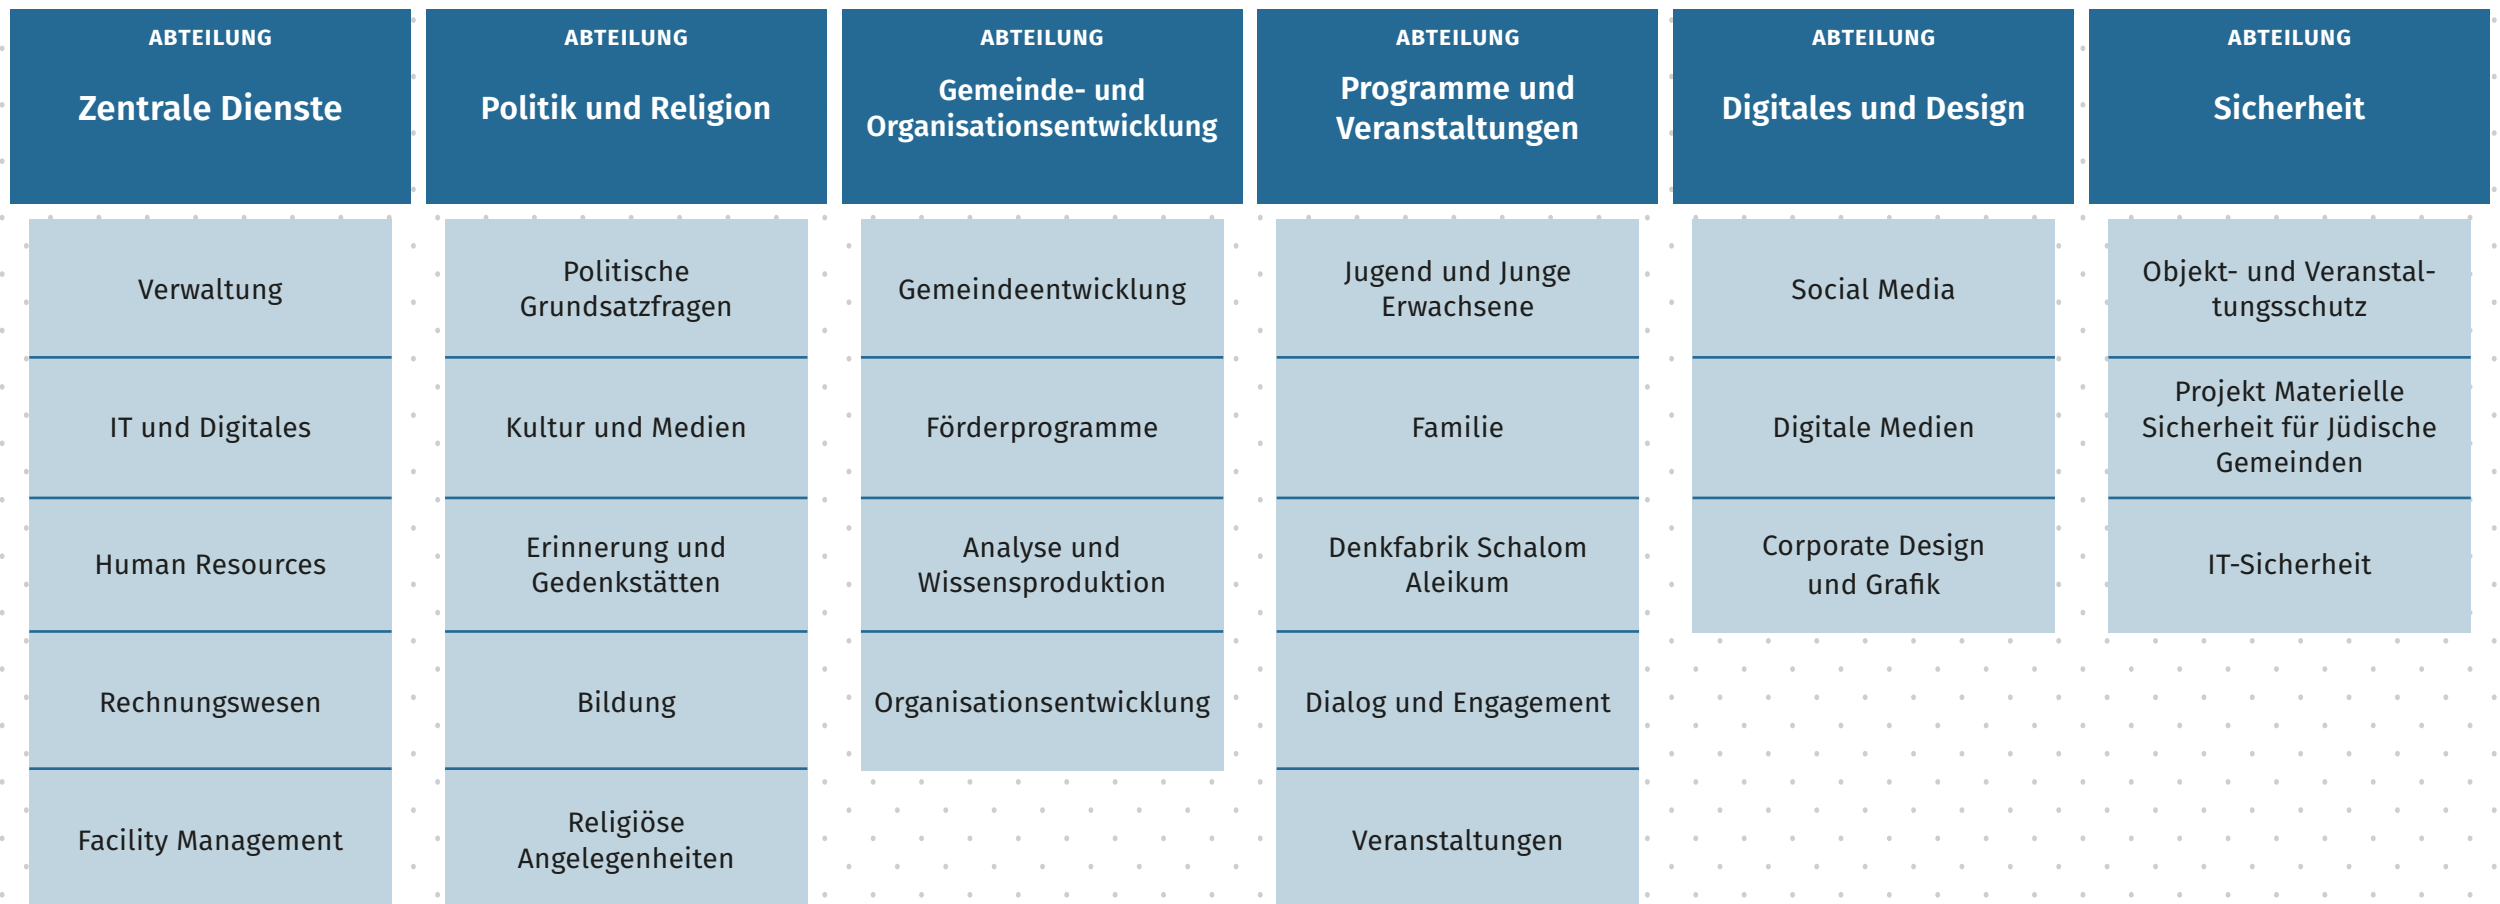 ABTEILUNG
Zentrale Dienste
Verwaltung
IT und Digitales
Human Resources
Rechnungswesen
Facility Management
ABTEILUNG
Politik und Religion
Politische
Grundsatzfragen
Kultur und Medien
Erinnerung und
Gedenkstätten
Bildung
Religiöse
Angelegenheiten
ABTEILUNG
Gemeinde- und
Organisationsentwicklung
Gemeindeentwicklung
Förderprogramme
Analyse und
Wissensproduktion
Organisationsentwicklung
ABTEILUNG
Programme und
Veranstaltungen
Jugend und Junge
Erwachsene
Familie
Denkfabrik Schalom
Aleikum
Dialog und Engagement
Veranstaltungen
ABTEILUNG
Digitales und Design
Social Media
Digitale Medien
Corporate Design
und Grafik
ABTEILUNG
Sicherheit
Objekt- und Veranstal-
tungsschutz
Projekt Materielle
Sicherheit für Jüdische
Gemeinden
IT-Sicherheit